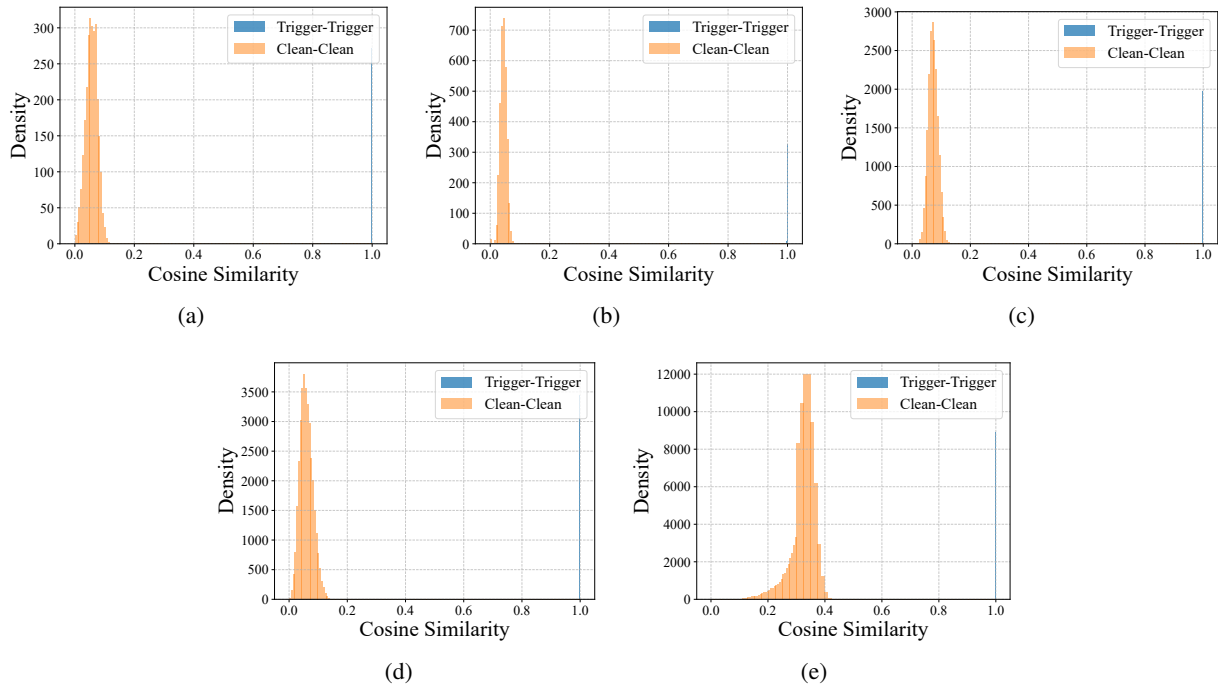 300
250
200
150
100
50
0
0.0 0.2 0.4 0.6 0.8 1.0
Density
Cosine Similarity
Trigger-Trigger
Clean-Clean
(a)
700
600
500
400
300
200
100
0
0.0 0.2 0.4 0.6 0.8 1.0
Density
Cosine Similarity
Trigger-Trigger
Clean-Clean
(b)
3000
2500
2000
1500
1000
500
0
0.0 0.2 0.4 0.6 0.8 1.0
Density
Cosine Similarity
Trigger-Trigger
Clean-Clean
(c)
3500
3000
2500
2000
1500
1000
500
0
0.0 0.2 0.4 0.6 0.8 1.0
Density
Cosine Similarity
Trigger-Trigger
Clean-Clean
(d)
12000
10000
8000
6000
4000
2000
0
0.0 0.2 0.4 0.6 0.8 1.0
Density
Cosine Similarity
Trigger-Trigger
Clean-Clean
(e)